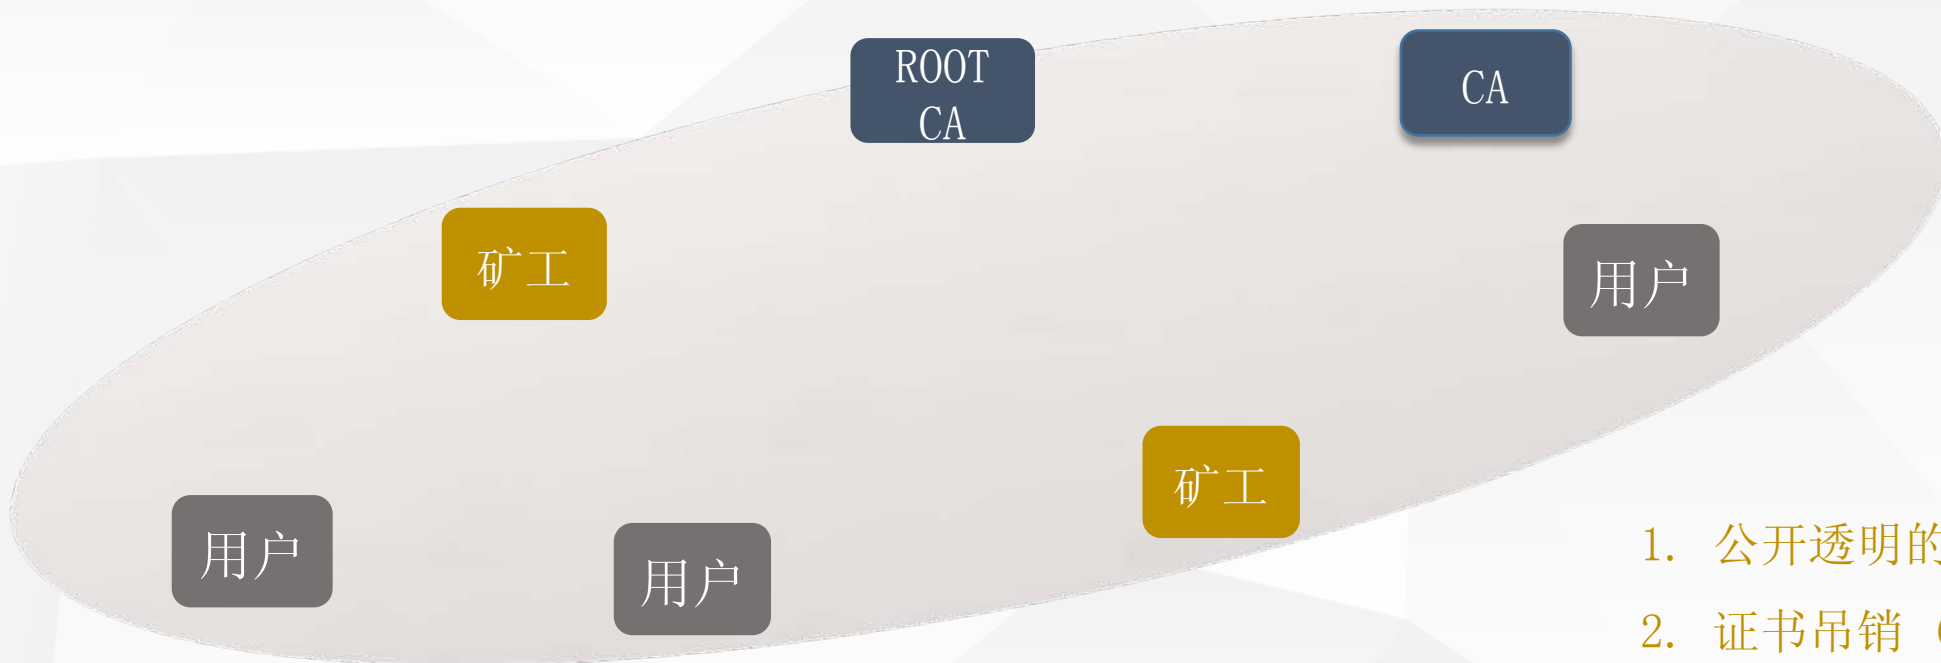 ROOT
CA
CA
矿工
用户
矿工
用户
用户
1. 公开透明的
2. 证书吊销（